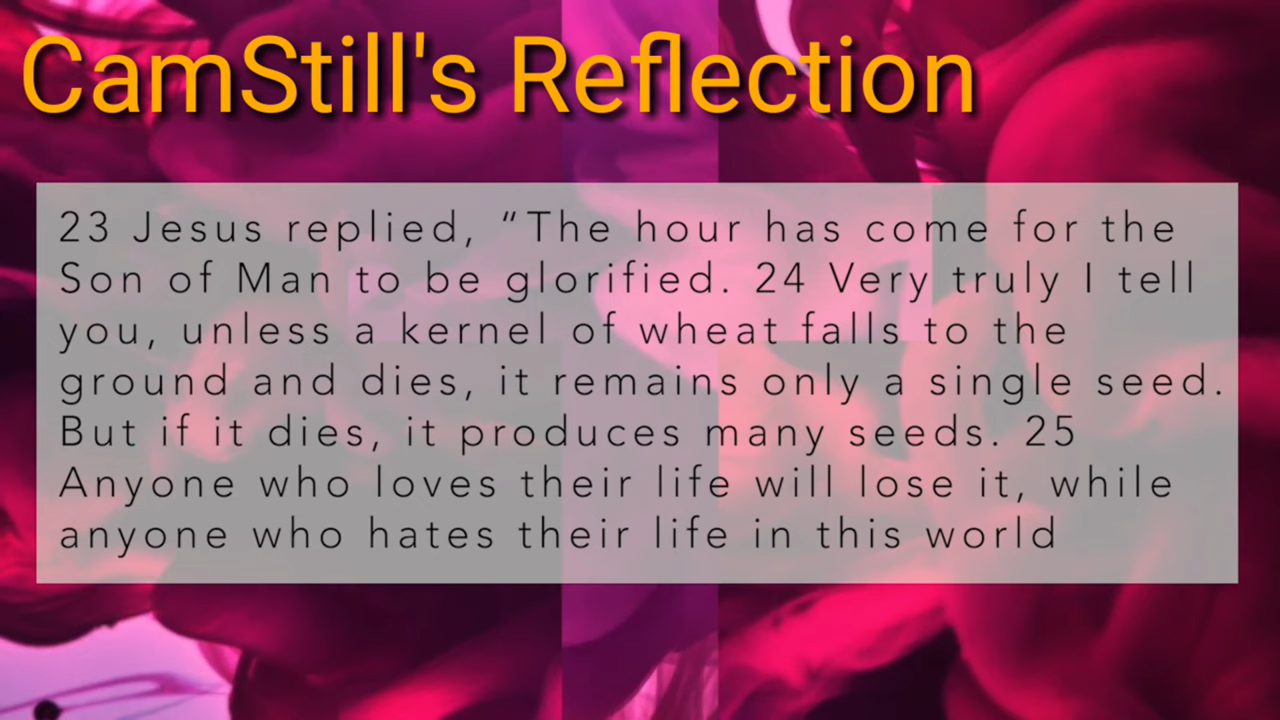 CamStill's Reflection
23 Jesus replied, “The hour has come for the
Son of Man to be glorified. 24 Very truly I tell
you, unless a kernel of wheat falls to the
ground and dies, it remains only a single seed.
But if it dies, it produces many seeds. 25
Anyone who loves their life will lose it, while
anyone who hates their life in this world